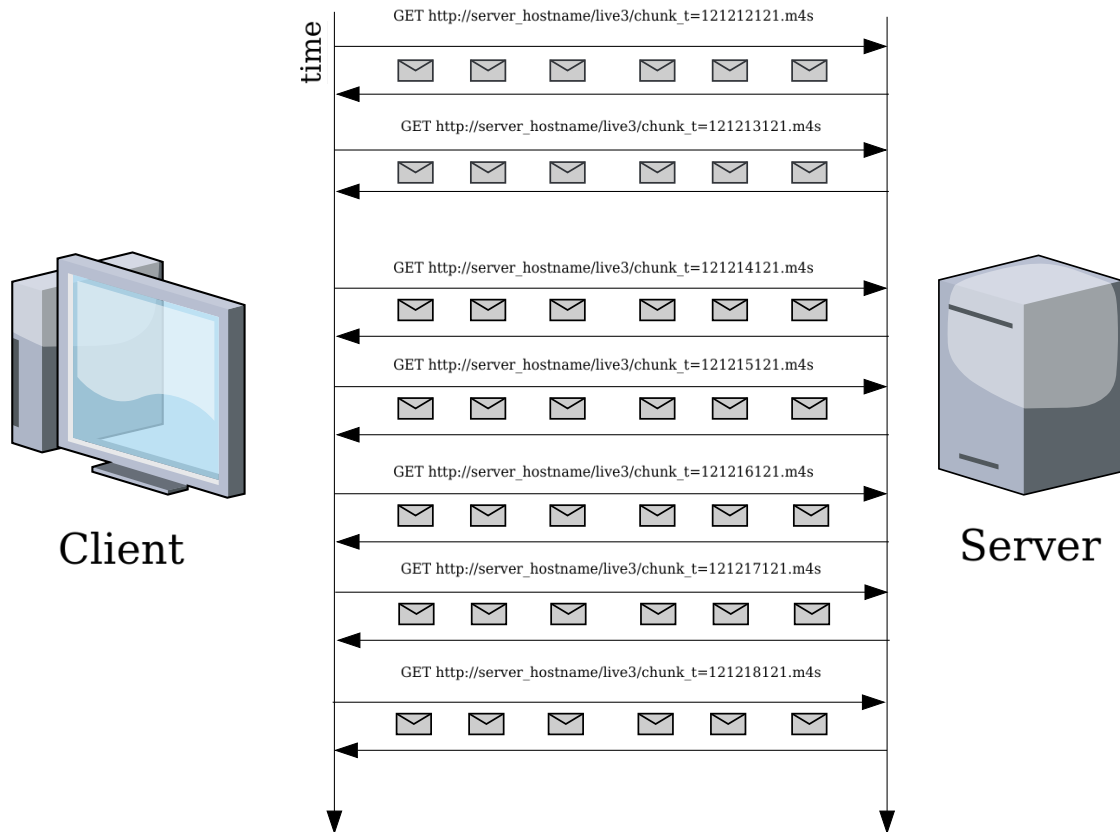 time
GET http://server_hostname/live3/chunk_t=121212121.m4s
GET http://server_hostname/live3/chunk_t=121213121.m4s
GET http://server_hostname/live3/chunk_t=121214121.m4s
GET http://server_hostname/live3/chunk_t=121215121.m4s
GET http://server_hostname/live3/chunk_t=121216121.m4s
GET http://server_hostname/live3/chunk_t=121217121.m4s
GET http://server_hostname/live3/chunk_t=121218121.m4s
Client
Server